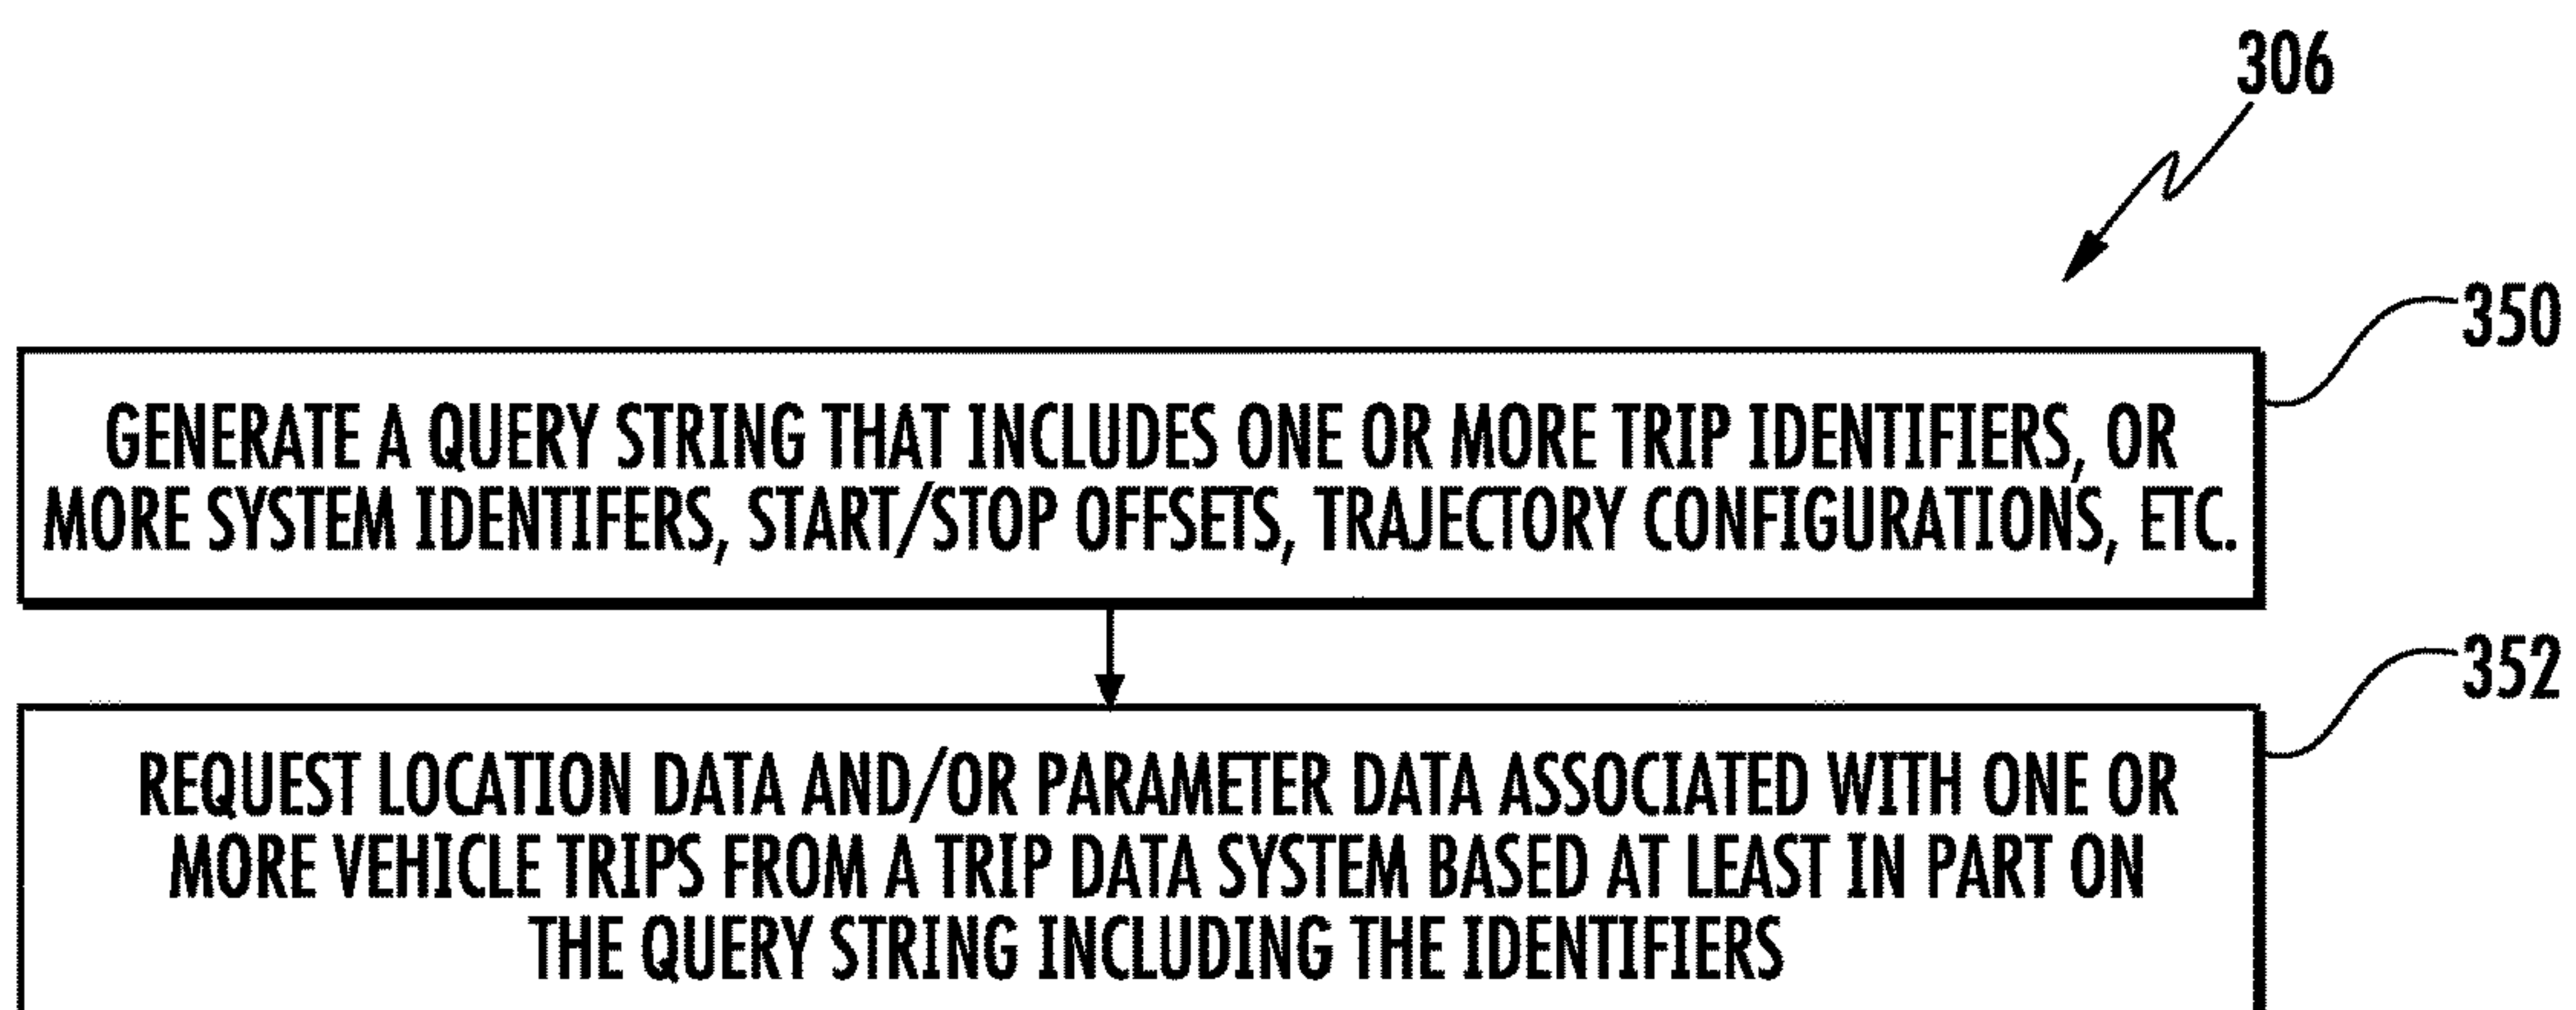 306
350
GENERATE A QUERY STRING THAT INCLUDES ONE OR MORE TRIP IDENTIFIERS, OR
MORE SYSTEM IDENTIFERS, START/STOP OFFSETS, TRAJECTORY CONFIGURATIONS, ETC.
352
REQUEST LOCATION DATA AND/OR PARAMETER DATA ASSOCIATED WITH ONE OR
MORE VEHICLE TRIPS FROM A TRIP DATA SYSTEM BASED AT LEAST IN PART ON
THE QUERY STRING INCLUDING THE IDENTIFIERS